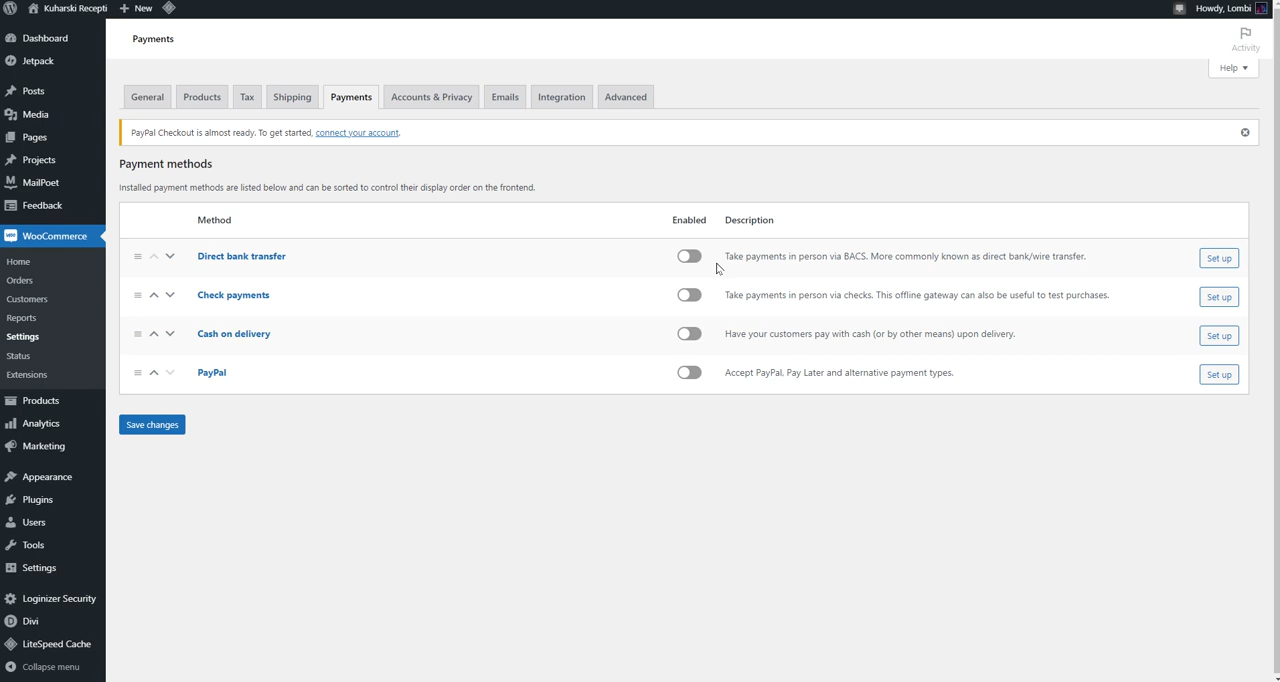 Kuharski Recepti
New
Howdy, Lombi
Dashboard
Jetpack
Posts
Media
Pages
Projects
MailPoet
Feedback
WooCommerce
Home
Orders
Customers
Reports
Settings
Status
Extensions
Products
Analytics
Marketing
Appearance
Plugins
Users
Tools
Settings
Loginizer Security
Divi
LiteSpeed Cache
Collapse menu
Payments
Activity
Help
General Products Tax Shipping Payments Accounts & Privacy Emails Integration Advanced
PayPal Checkout is almost ready. To get started, connect your account.
Payment methods
Installed payment methods are listed below and can be sorted to control their display order on the frontend.
Method Enabled Description
Direct bank transfer Take payments in person via BACS. More commonly known as direct bank/wire transfer. Set up
Check payments Take payments in person via checks. This offline gateway can also be useful to test purchases. Set up
Cash on delivery Have your customers pay with cash (or by other means) upon delivery. Set up
PayPal Accept PayPal, Pay Later and alternative payment types. Set up
Save changes